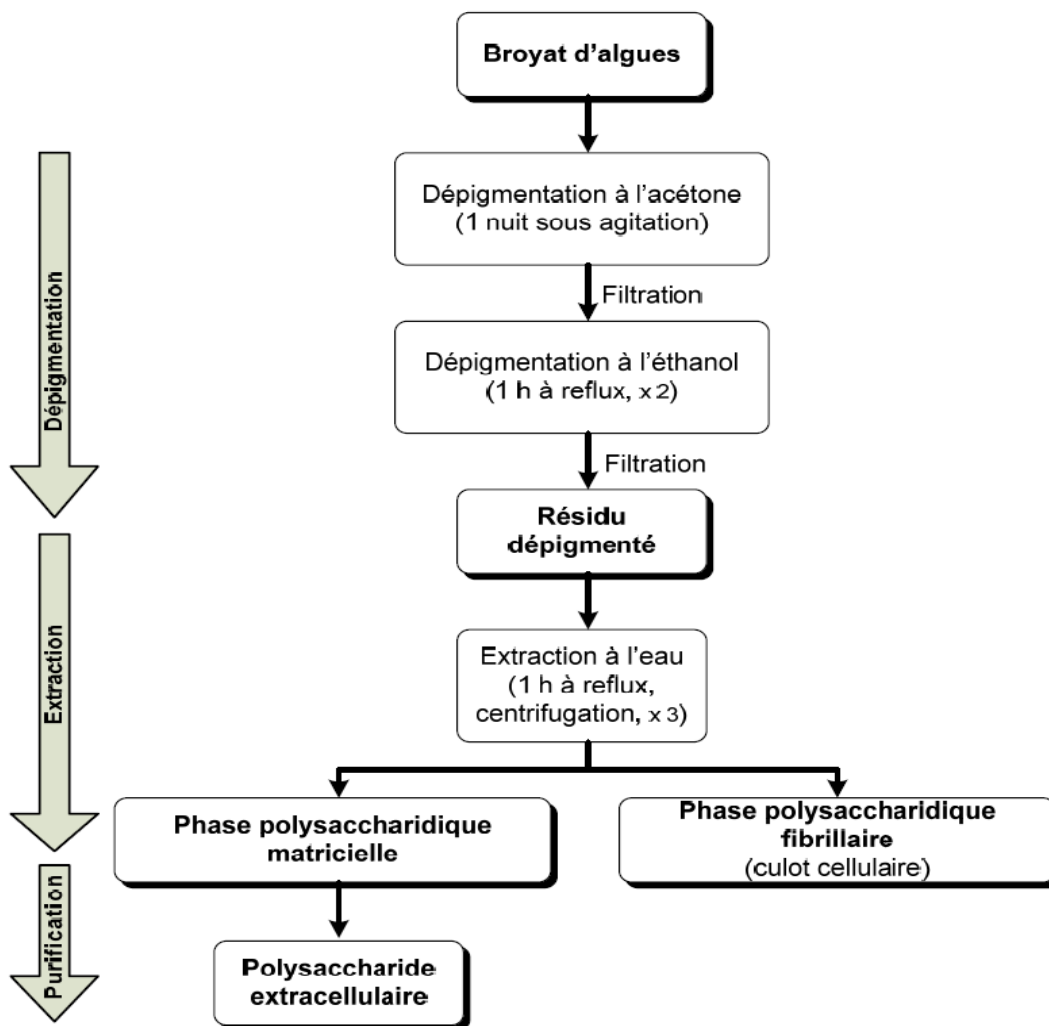 Broyat d'algues
Dépigmentation
Dépigmentation à l'acétone
(1 nuit sous agitation)
Filtration
Dépigmentation à l'éthanol
(1 h à reflux, x 2)
Filtration
Résidu
dépigmenté
Extraction
Extraction à l'eau
(1 h à reflux,
centrifugation, x 3)
Phase polysaccharidique
matricielle
Phase polysaccharidique
fibrillaire
(culot cellulaire)
Purification
Polysaccharide
extracellulaire